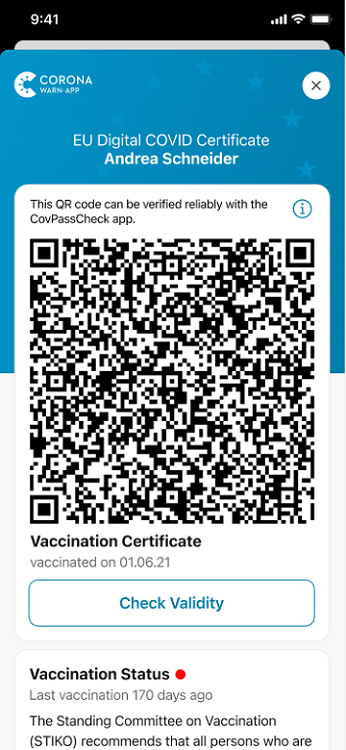 9:41
CORONA
WARN-APP
EU Digital COVID Certificate
Andrea Schneider
This QR code can be verified reliably with the
CovPassCheck app.
Vaccination Certificate
vaccinated on 01.06.21
Check Validity
Vaccination Status
Last vaccination 170 days ago
The Standing Committee on Vaccination
(STIKO) recommends that all persons who are